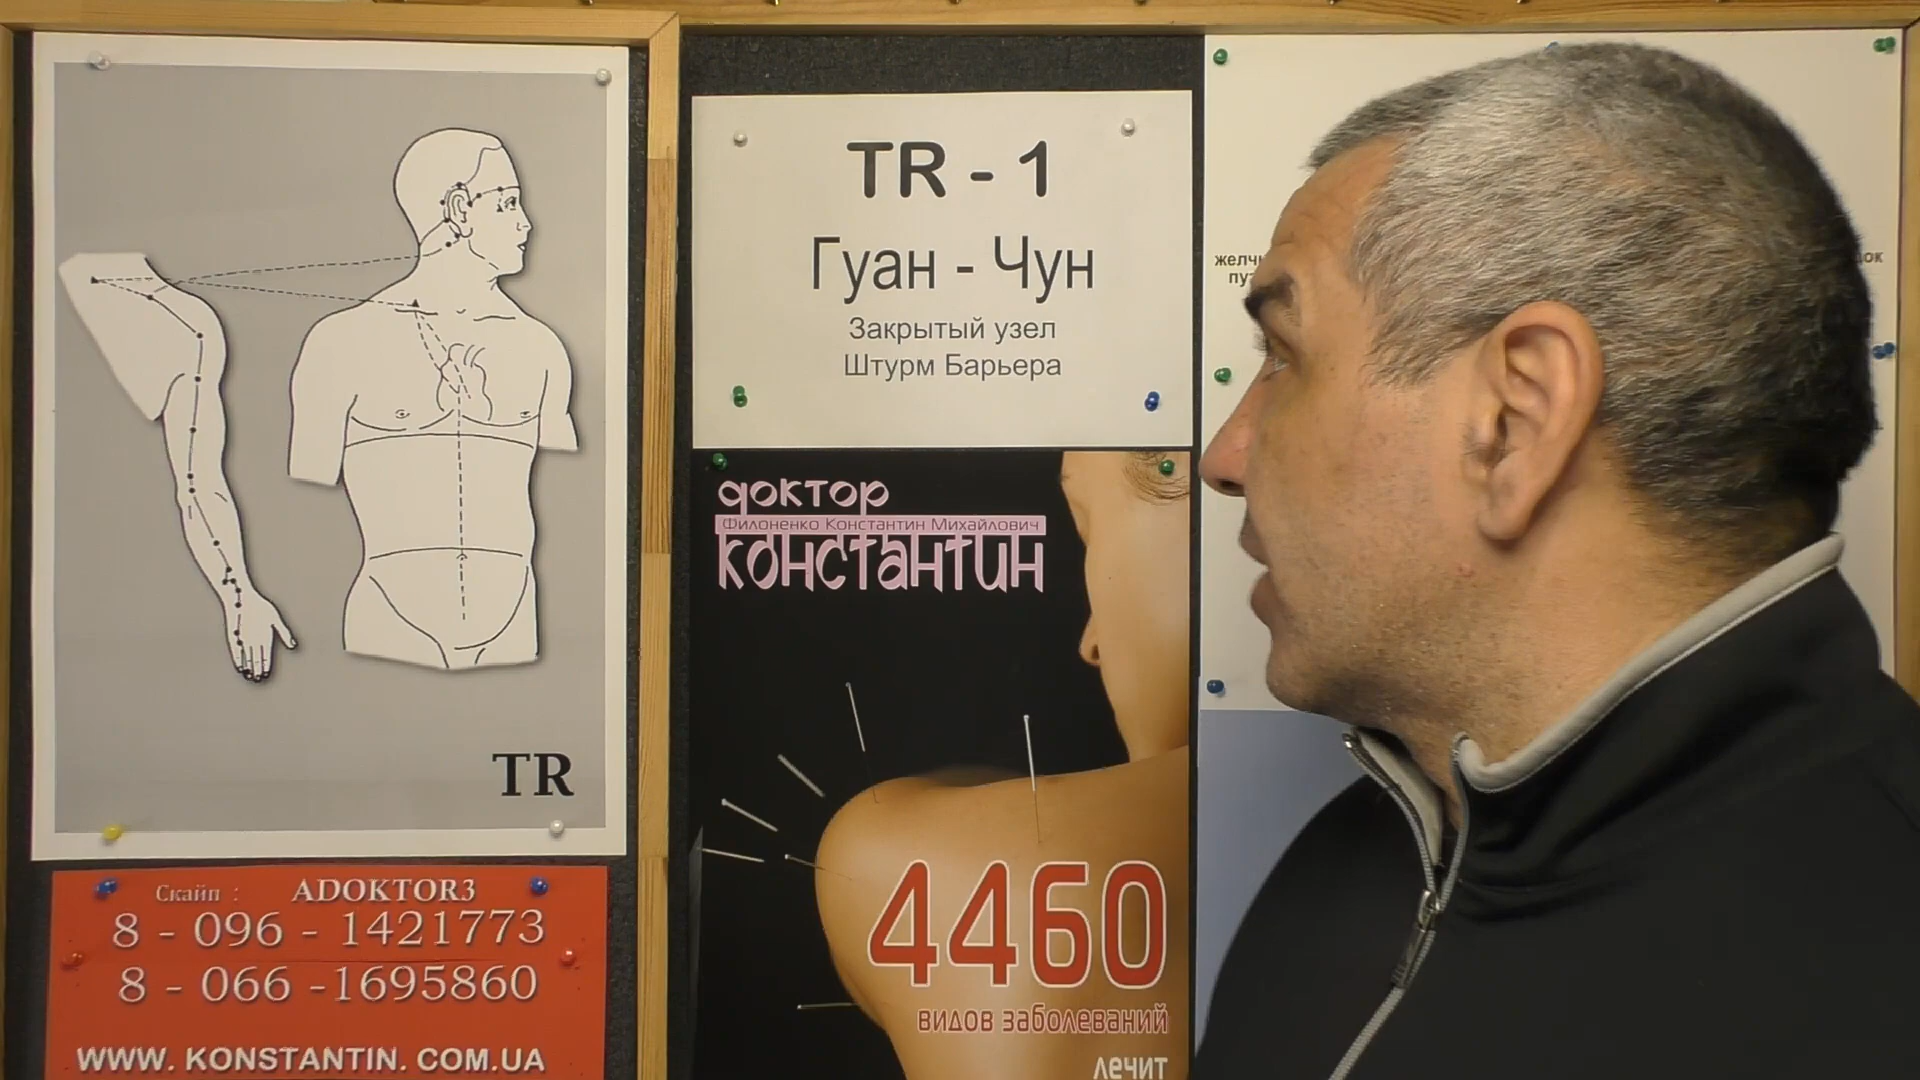 TR
Скайп : ADOKTOR3
8 - 096 - 1421773
8 - 066 -1695860
WWW. KONSTANTIN. COM.UA
TR - 1
Гуан - Чун
Закрытый узел
Штурм Барьера
доктор
Филоненко Константин Михайлович
константин
4460
видов заболеваний
лечит